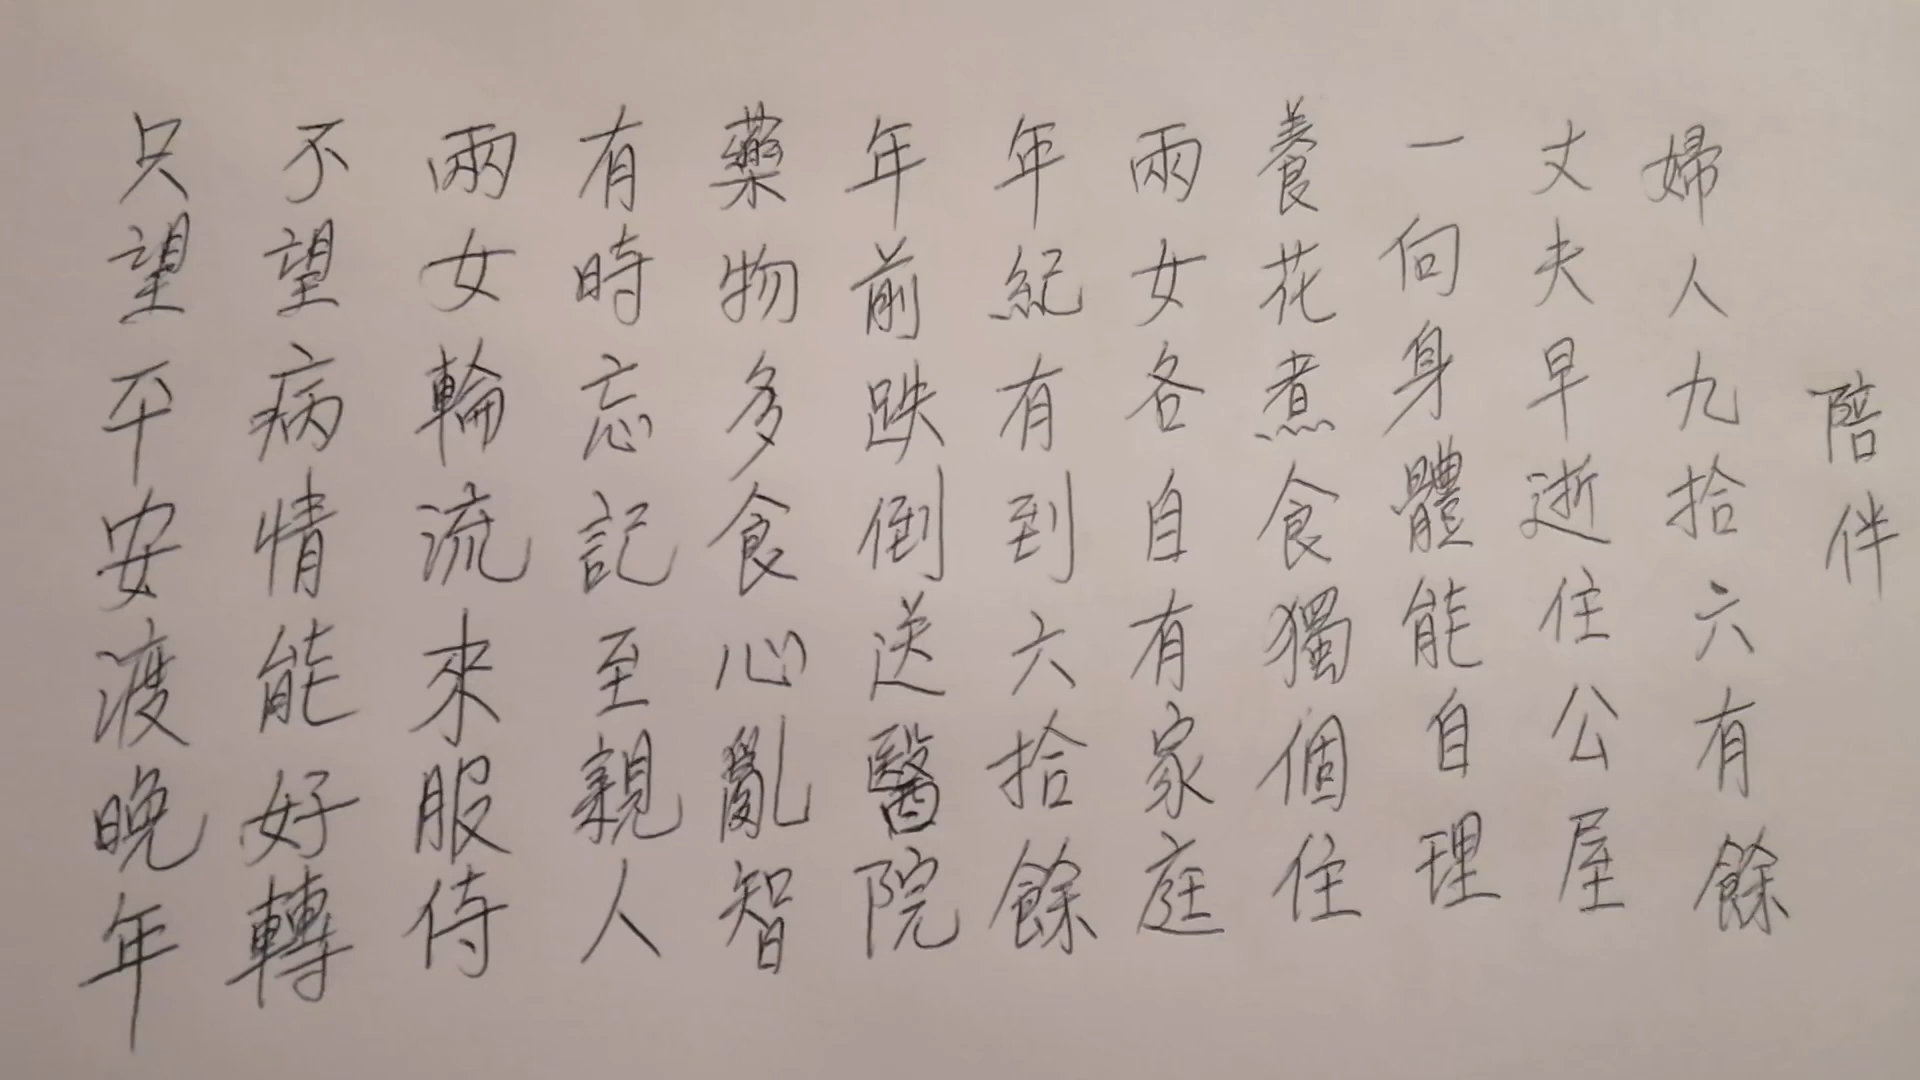 陪伴
婦人九拾六有餘
丈夫早逝住公屋
一向身體能自理
養花煮食獨個住
兩女各自有家庭
年紀有到六拾餘
年前跌倒送醫院
藥物多食心亂智
有時忘記至親人
兩女輪流來服侍
不望病情能好轉
只望平安渡晚年